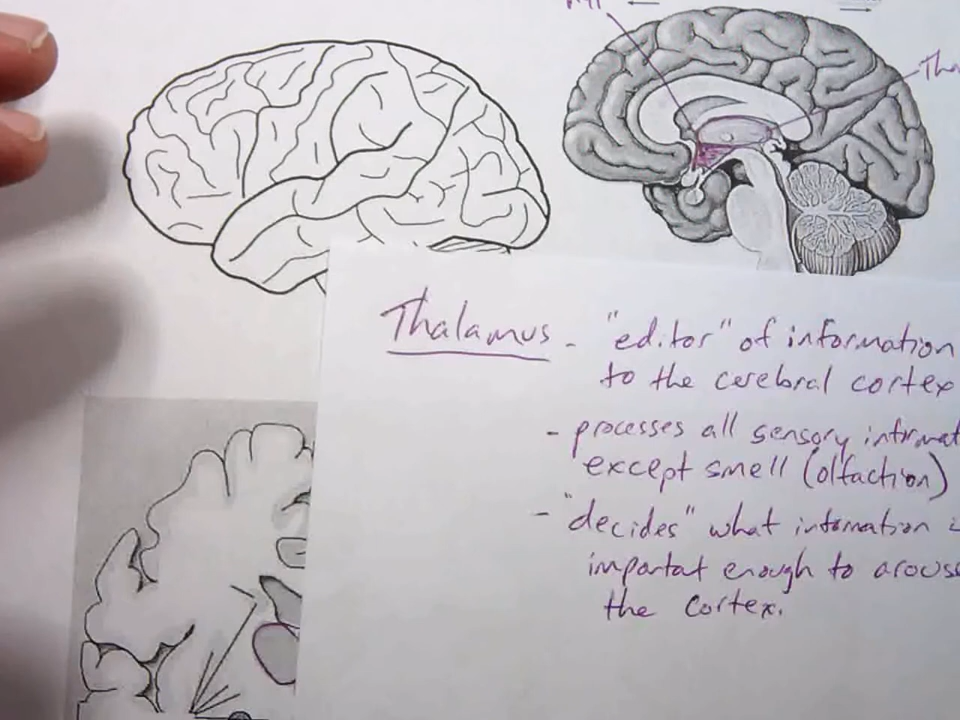 Thalamus - "editor" of information
to the cerebral cortex
- processes all sensory informat
except smell (olfaction)
- "decides" what information i
important enough to arouse
the cortex.